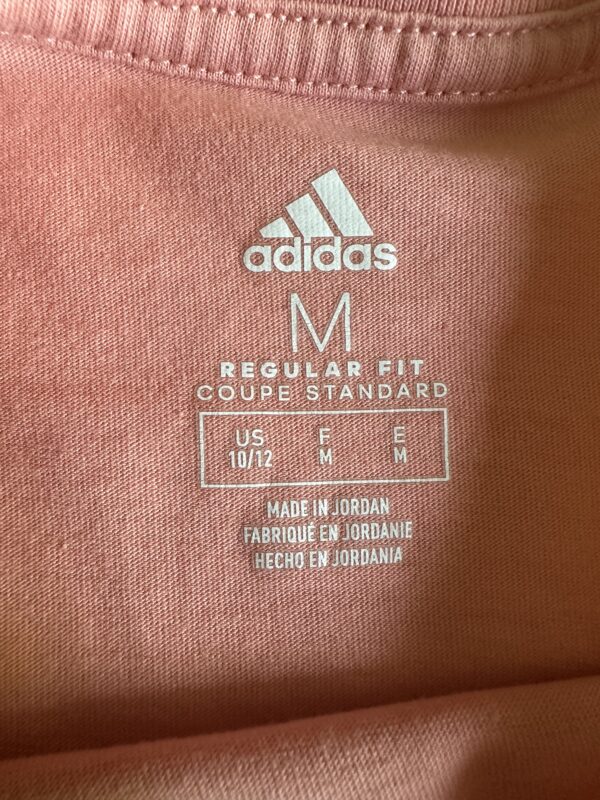 adidas
M
REGULAR FIT
COUPE STANDARD
US F E
10/12 M M
MADE IN JORDAN
FABRIQUÉ EN JORDANIE
HECHO EN JORDANIA